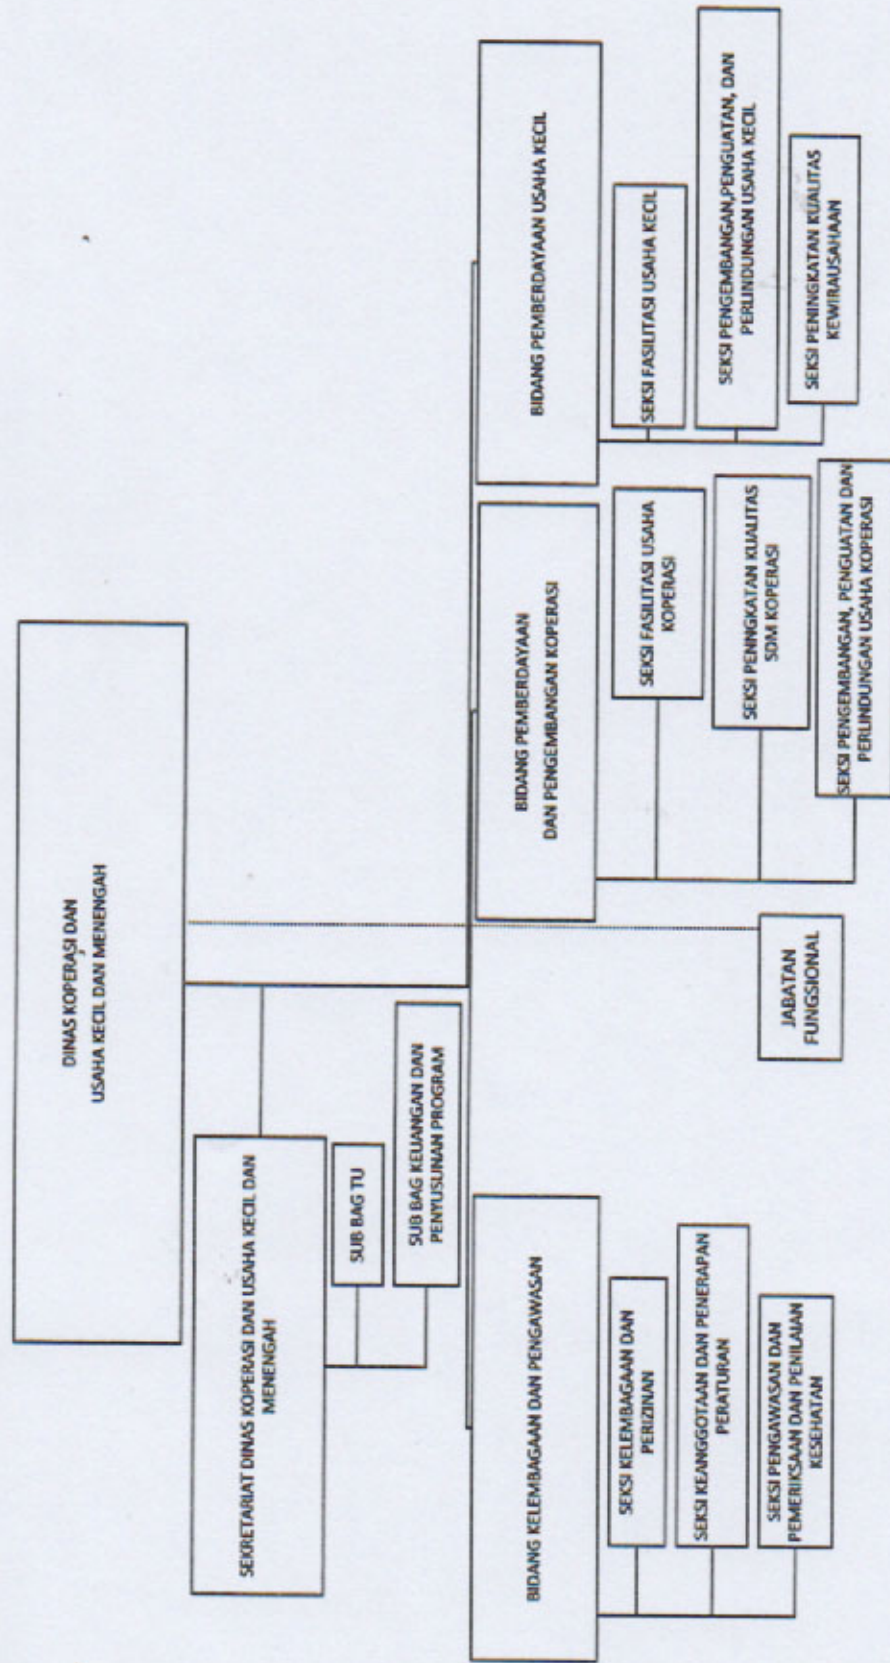 DINAS KOPERASI DAN
USAHA KECIL DAN MENENGAH
SEKRETARIAT DINAS KOPERASI DAN USAHA KECIL DAN
MENENGAH
SUB BAG TU
SUB BAG KEUANGAN DAN
PENYUSUNAN PROGRAM
BIDANG KELEMBAGAAN DAN PENGAWASAN
SEKSI KELEMBAGAAN DAN
PERIZINAN
SEKSI KEANGGOTAAN DAN PENERAPAN
PERATURAN
SEKSI PENGAWASAN DAN
PEMERIKSAAN DAN PENILAIAN
KESEHATAN
JABATAN
FUNGSIONAL
BIDANG PEMBERDAYAAN
DAN PENGEMBANGAN KOPERASI
SEKSI FASILITASI USAHA
KOPERASI
SEKSI PENINGKATAN KUALITAS
SDM KOPERASI
SEKSI PENGEMBANGAN, PENGUATAN DAN
PERLINDUNGAN USAHA KOPERASI
BIDANG PEMBERDAYAAN USAHA KECIL
SEKSI FASILITASI USAHA KECIL
SEKSI PENGEMBANGAN,PENGUATAN, DAN
PERLINDUNGAN USAHA KECIL
SEKSI PENINGKATAN KUALITAS
KEWIRAUSAHAAN